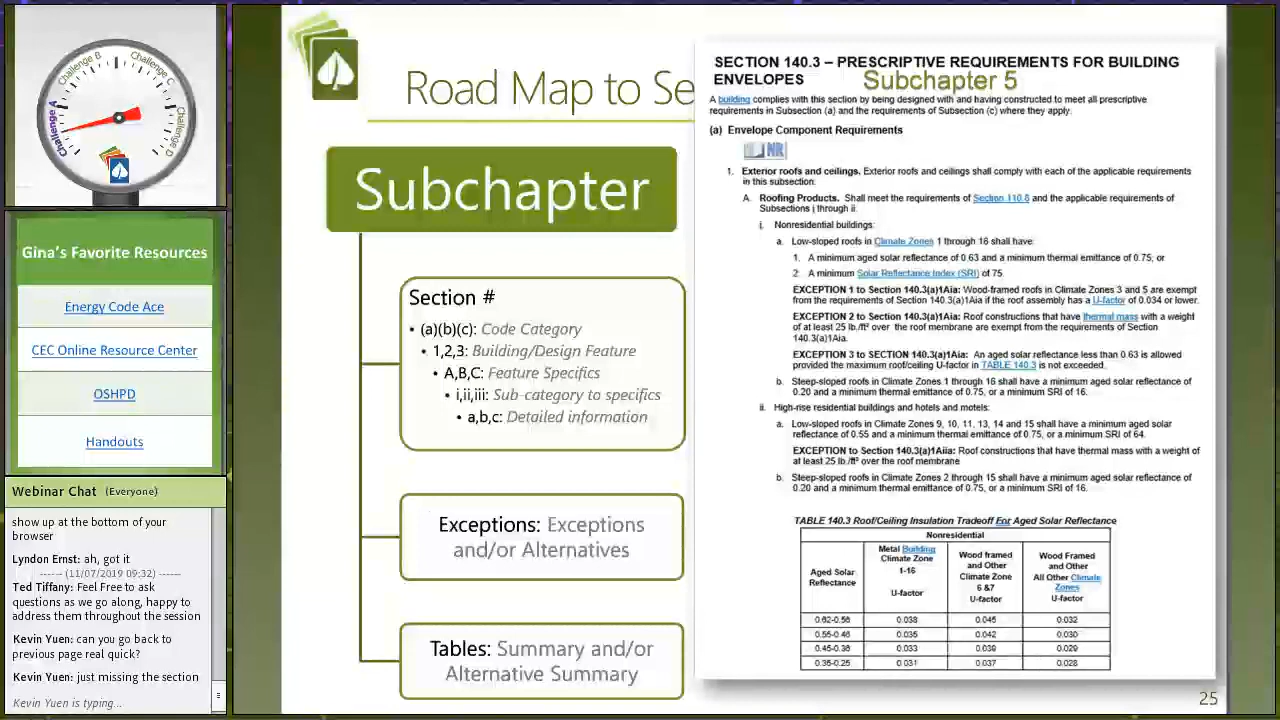 Challenge A
Challenge B
Challenge C
Challenge D
Gina's Favorite Resources
Energy Code Ace
CEC Online Resource Center
OSHPD
Handouts
Webinar Chat (Everyone)
show up at the bottom of your
browser
Lyndon Ernst: ah, got it
------ (11/07/2019 09:32) ------
Ted Tiffany: Feel Free to ask
questions as we go along, happy to
address them throughout the session
Kevin Yuen: can you go back to
previous page real quick?
Kevin Yuen: just missing the section
Kevin Yuen is typing...
Road Map to Se
Subchapter
Section #
• (a)(b)(c): Code Category
• 1,2,3: Building/Design Feature
• A,B,C: Feature Specifics
• i,ii,iii: Sub-category to specifics
• a,b,c: Detailed information
Exceptions: Exceptions
and/or Alternatives
Tables: Summary and/or
Alternative Summary
SECTION 140.3 – PRESCRIPTIVE REQUIREMENTS FOR BUILDING
ENVELOPES
Subchapter 5
A building complies with this section by being designed with and having constructed to meet all prescriptive
requirements in Subsection (a) and the requirements of Subsection (c) where they apply.
(a) Envelope Component Requirements
NR
1. Exterior roofs and ceilings. Exterior roofs and ceilings shall comply with each of the applicable requirements
in this subsection:
A. Roofing Products. Shall meet the requirements of Section 110.8 and the applicable requirements of
Subsections i through ii:
i. Nonresidential buildings:
a. Low-sloped roofs in Climate Zones 1 through 16 shall have:
1. A minimum aged solar reflectance of 0.63 and a minimum thermal emittance of 0.75; or
2. A minimum Solar Reflectance Index (SRI) of 75.
EXCEPTION 1 to Section 140.3(a)1Aia: Wood-framed roofs in Climate Zones 3 and 5 are exempt
from the requirements of Section 140.3(a)1Aia if the roof assembly has a U-factor of 0.034 or lower.
EXCEPTION 2 to Section 140.3(a)1Aia: Roof constructions that have thermal mass with a weight
of at least 25 lb./ft² over the roof membrane are exempt from the requirements of Section
140.3(a)1Aia.
EXCEPTION 3 to SECTION 140.3(a)1Aia: An aged solar reflectance less than 0.63 is allowed
provided the maximum roof/ceiling U-factor in TABLE 140.3 is not exceeded.
b. Steep-sloped roofs in Climate Zones 1 through 16 shall have a minimum aged solar reflectance of
0.20 and a minimum thermal emittance of 0.75, or a minimum SRI of 16.
ii. High-rise residential buildings and hotels and motels:
a. Low-sloped roofs in Climate Zones 9, 10, 11, 13, 14 and 15 shall have a minimum aged solar
reflectance of 0.55 and a minimum thermal emittance of 0.75, or a minimum SRI of 64.
EXCEPTION to Section 140.3(a)1Aiia: Roof constructions that have thermal mass with a weight of
at least 25 lb./ft² over the roof membrane
b. Steep-sloped roofs in Climate Zones 2 through 15 shall have a minimum aged solar reflectance of
0.20 and a minimum thermal emittance of 0.75, or a minimum SRI of 16.
TABLE 140.3 Roof/Ceiling Insulation Tradeoff For Aged Solar Reflectance
Nonresidential
Aged Solar Reflectance
Metal Building Climate Zone 1-16 U-factor
Wood framed and Other Climate Zone 6 &7 U-factor
Wood Framed and Other All Other Climate Zones U-factor
0.62-0.56 0.038 0.045 0.032
0.55-0.46 0.035 0.042 0.030
0.45-0.36 0.033 0.039 0.029
0.35-0.25 0.031 0.037 0.028
25